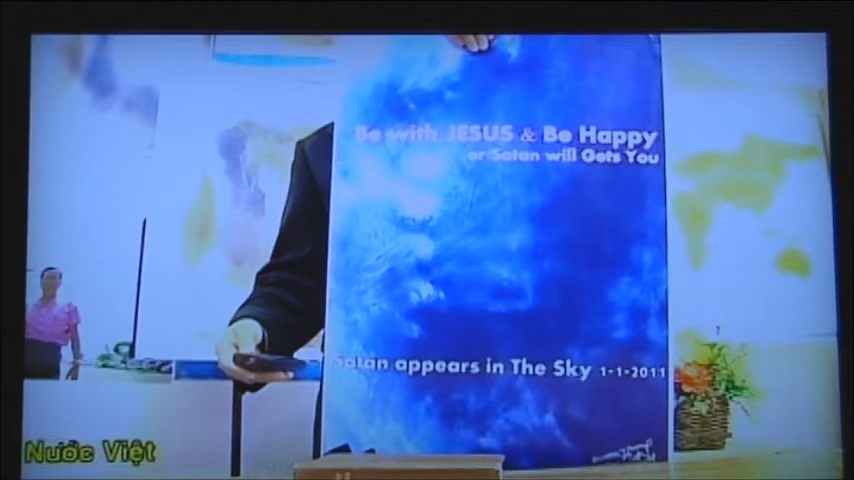 Be with JESUS & Be Happy
or Satan will Gets You
Satan appears in The Sky 1-1-2011
Nước Việt